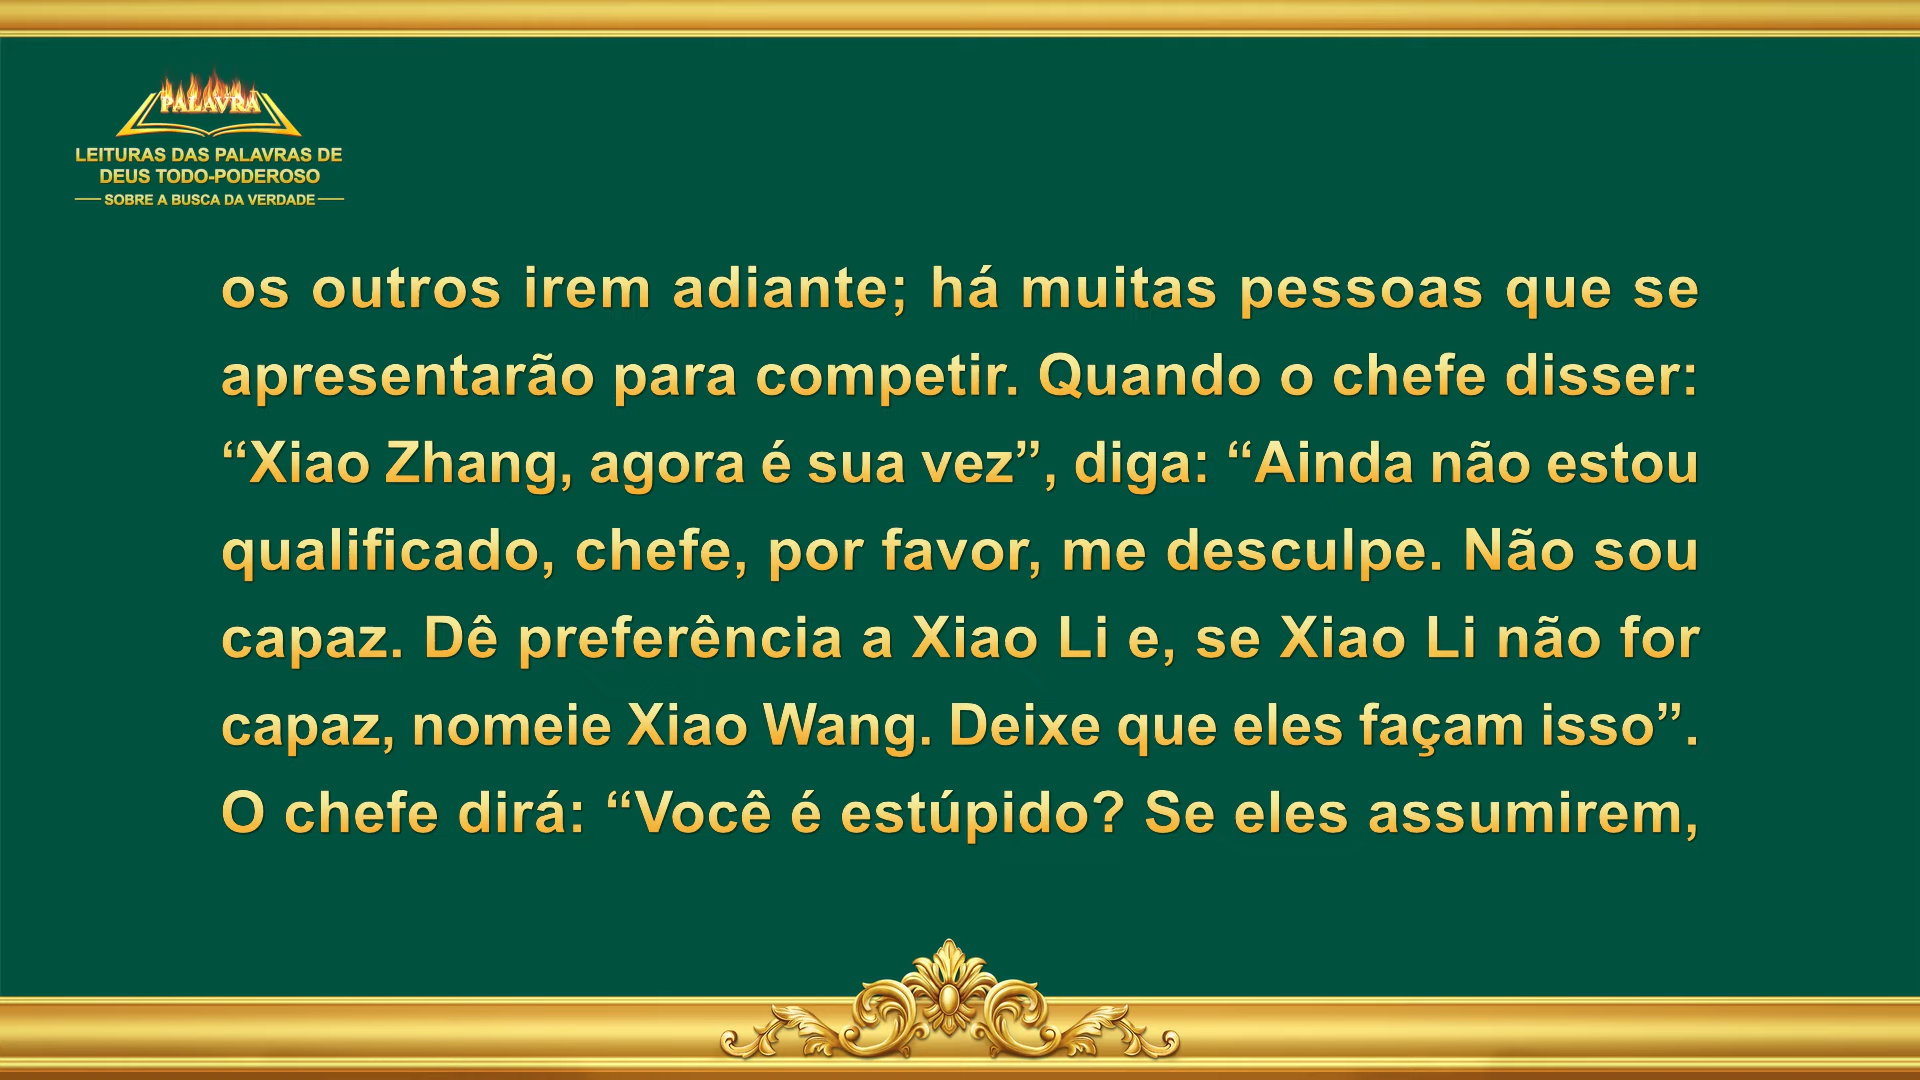 PALAVRA
LEITURAS DAS PALAVRAS DE
DEUS TODO-PODEROSO
SOBRE A BUSCA DA VERDADE
os outros irem adiante; há muitas pessoas que se
apresentarão para competir. Quando o chefe disser:
“Xiao Zhang, agora é sua vez”, diga: “Ainda não estou
qualificado, chefe, por favor, me desculpe. Não sou
capaz. Dê preferência a Xiao Li e, se Xiao Li não for
capaz, nomeie Xiao Wang. Deixe que eles façam isso”.
O chefe dirá: “Você é estúpido? Se eles assumirem,